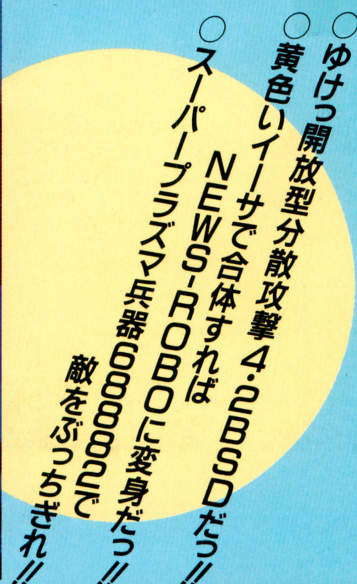 ○ゆけっ開放型分散攻撃4・2BSDだっ!!
○黄色いイーサで合体すれば
NEWS-ROBOに変身だっ!!
○スーパープラズマ兵器68882で
敵をぶっちぎれ!!